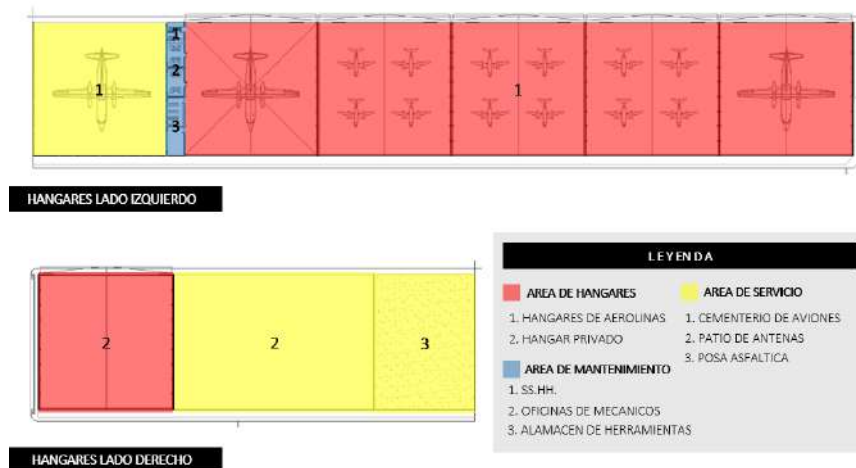 1
1
2
3
1
HANGARES LADO IZQUIERDO
2
2
3
HANGARES LADO DERECHO
LEYENDA
AREA DE HANGARES
1. HANGARES DE AEROLINAS
2. HANGAR PRIVADO
AREA DE MANTENIMIENTO
1. SS.HH.
2. OFICINAS DE MECANICOS
3. ALAMACEN DE HERRAMIENTAS
AREA DE SERVICIO
1. CEMENTERIO DE AVIONES
2. PATIO DE ANTENAS
3. POSA ASFALTICA